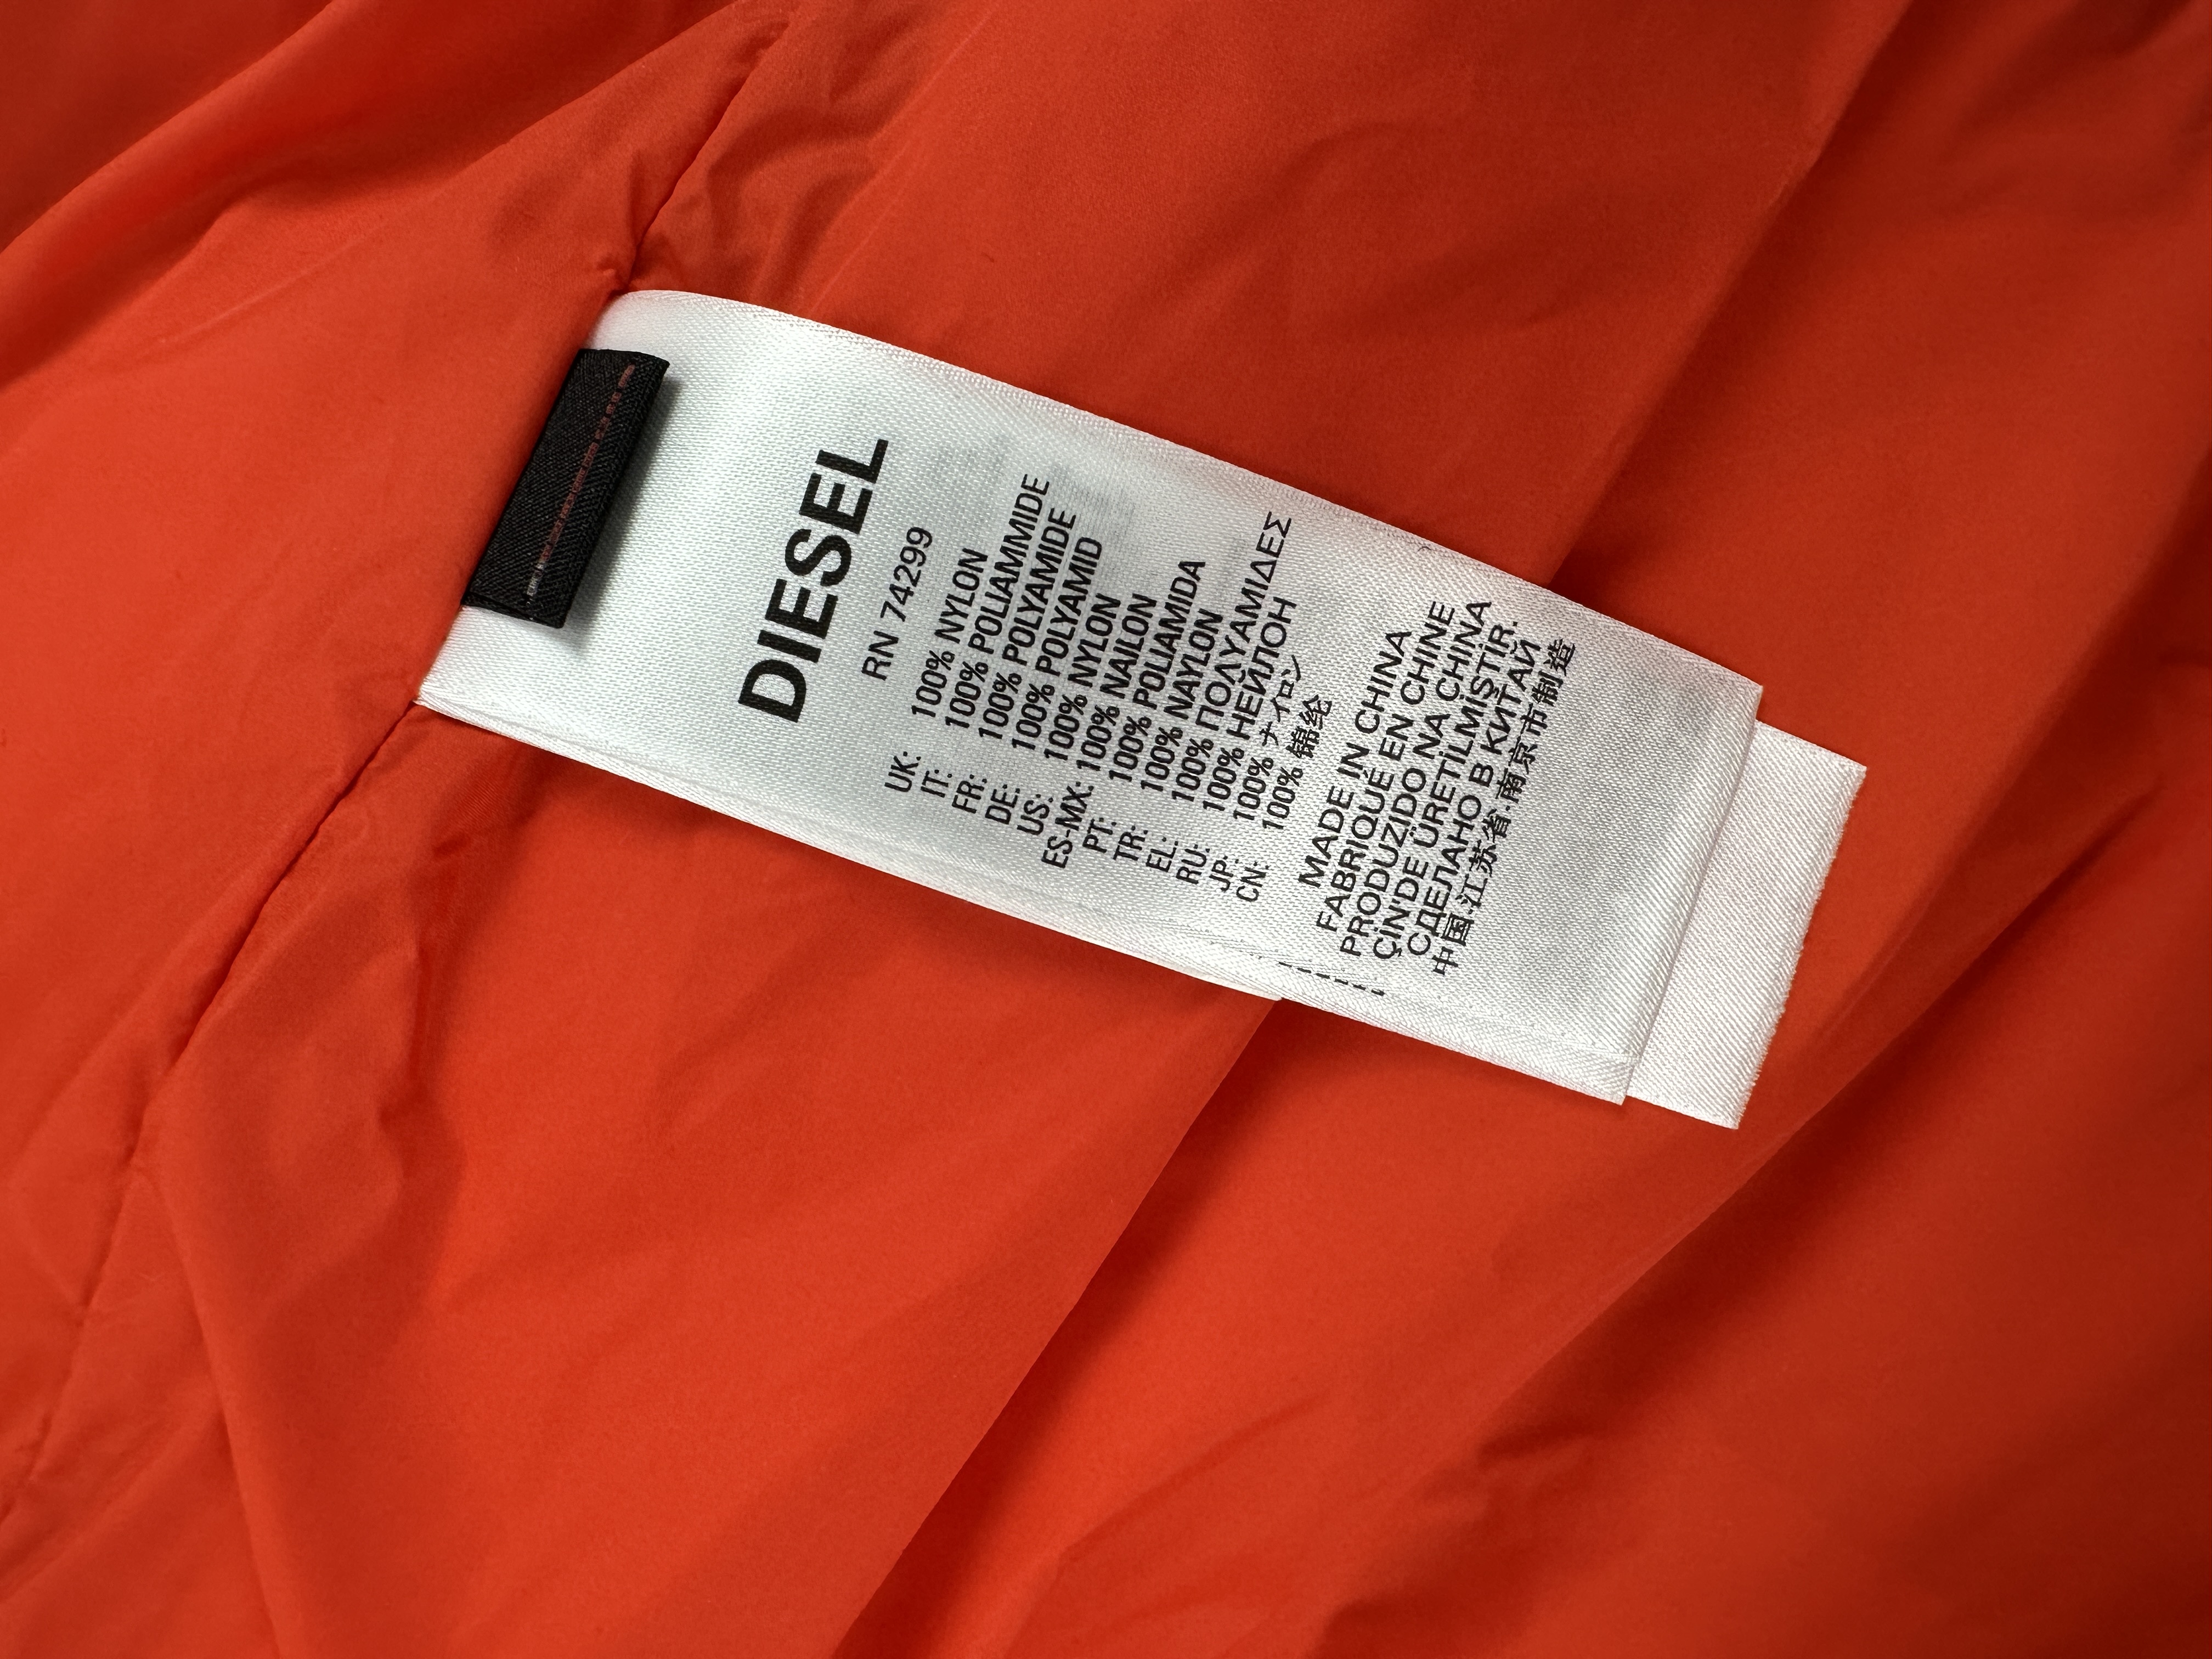 DIESEL
RN 74299
UK: 100% NYLON
IT: 100% POLIAMMIDE
FR: 100% POLYAMIDE
DE: 100% POLYAMID
US: 100% NYLON
ES-MX: 100% NAILON
PT: 100% POLIAMIDA
TR: 100% NAYLON
EL: 100% ΠΟΛΥΑΜΙΔΕΣ
RU: 100% НЕЙЛОН
JP: 100% ナイロン
CN: 100% 锦纶
MADE IN CHINA
FABRIQUÉ EN CHINE
PRODUZIDO NA CHINA
ÇİN'DE ÜRETİLMİŞTİR.
СДЕЛАНО В КИТАЙ
中国.江苏省.南京市制造